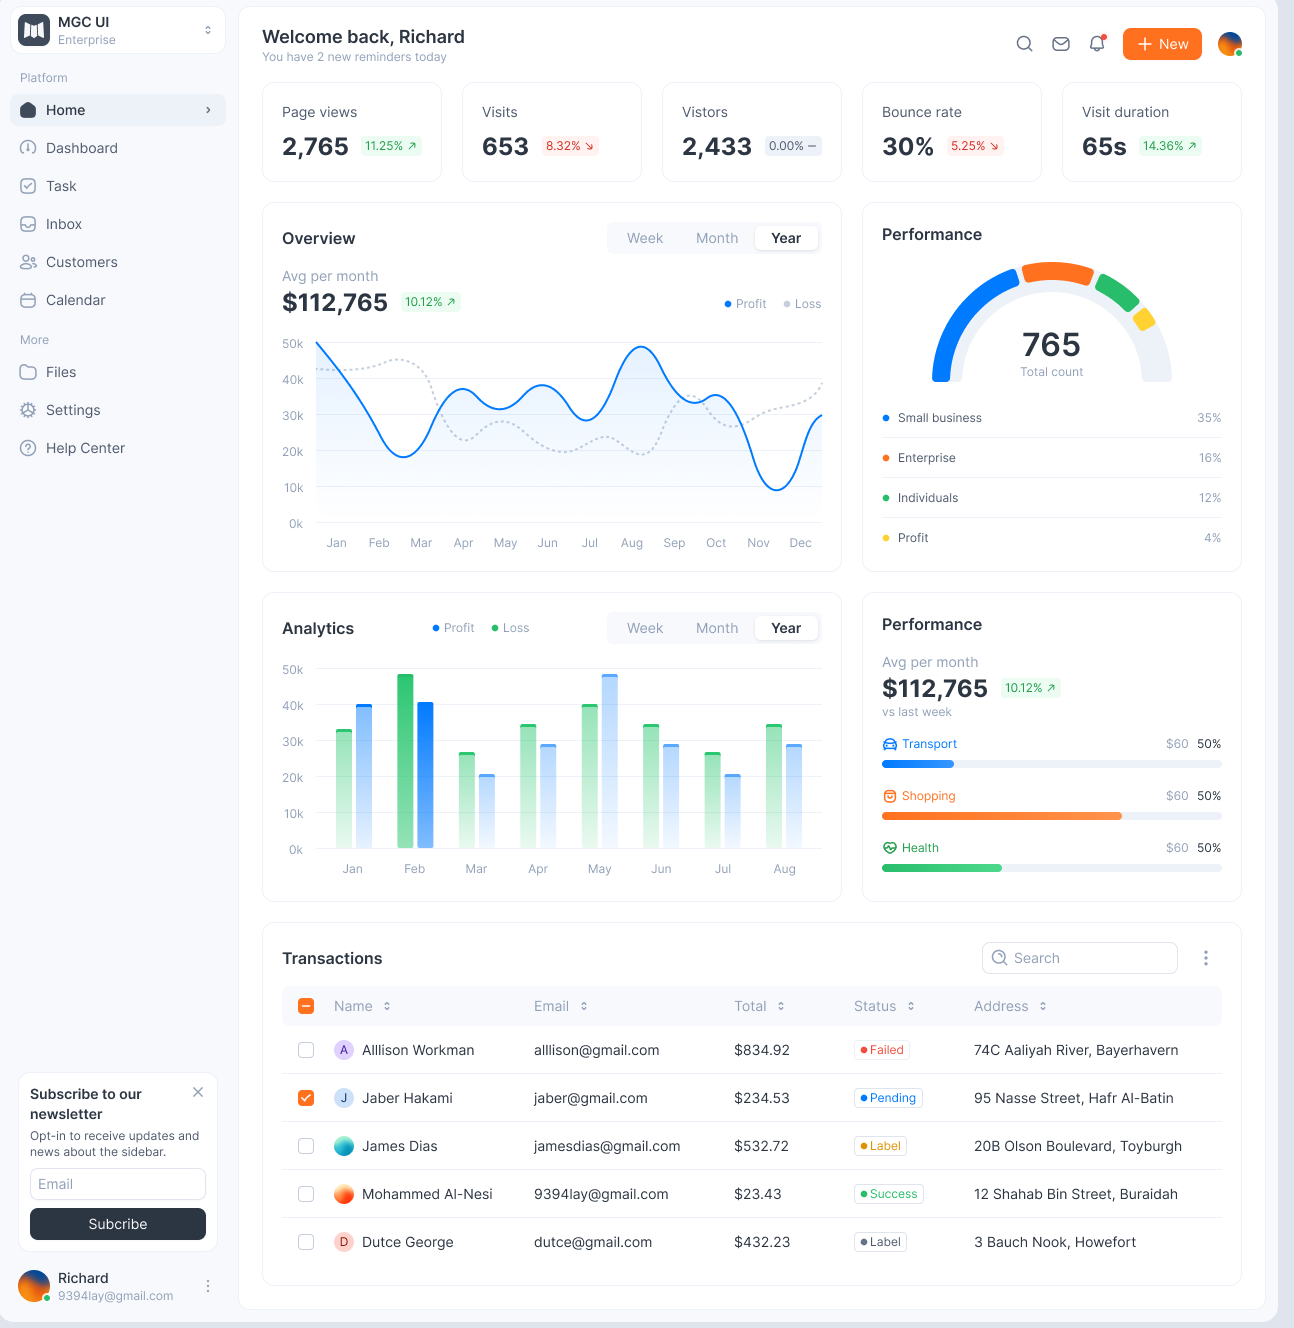 MGC UI
Enterprise
Platform
Home
Dashboard
Task
Inbox
Customers
Calendar
More
Files
Settings
Help Center
Subscribe to our
newsletter
Opt-in to receive updates and
news about the sidebar.
Email
Subcribe
Richard
9394lay@gmail.com
Welcome back, Richard
You have 2 new reminders today
New
Page views
2,765 11.25%
Visits
653 8.32%
Vistors
2,433 0.00%
Bounce rate
30% 5.25%
Visit duration
65s 14.36%
Overview
Week Month Year
Avg per month
$112,765 10.12%
Profit Loss
50k
40k
30k
20k
10k
0k
Jan Feb Mar Apr May Jun Jul Aug Sep Oct Nov Dec
Performance
765
Total count
Small business 35%
Enterprise 16%
Individuals 12%
Profit 4%
Analytics
Profit Loss
Week Month Year
50k
40k
30k
20k
10k
0k
Jan Feb Mar Apr May Jun Jul Aug
Performance
Avg per month
$112,765 10.12%
vs last week
Transport $60 50%
Shopping $60 50%
Health $60 50%
Transactions
Search
Name Email Total Status Address
A Alllison Workman alllison@gmail.com $834.92 Failed 74C Aaliyah River, Bayerhavern
J Jaber Hakami jaber@gmail.com $234.53 Pending 95 Nasse Street, Hafr Al-Batin
James Dias jamesdias@gmail.com $532.72 Label 20B Olson Boulevard, Toyburgh
Mohammed Al-Nesi 9394lay@gmail.com $23.43 Success 12 Shahab Bin Street, Buraidah
D Dutce George dutce@gmail.com $432.23 Label 3 Bauch Nook, Howefort